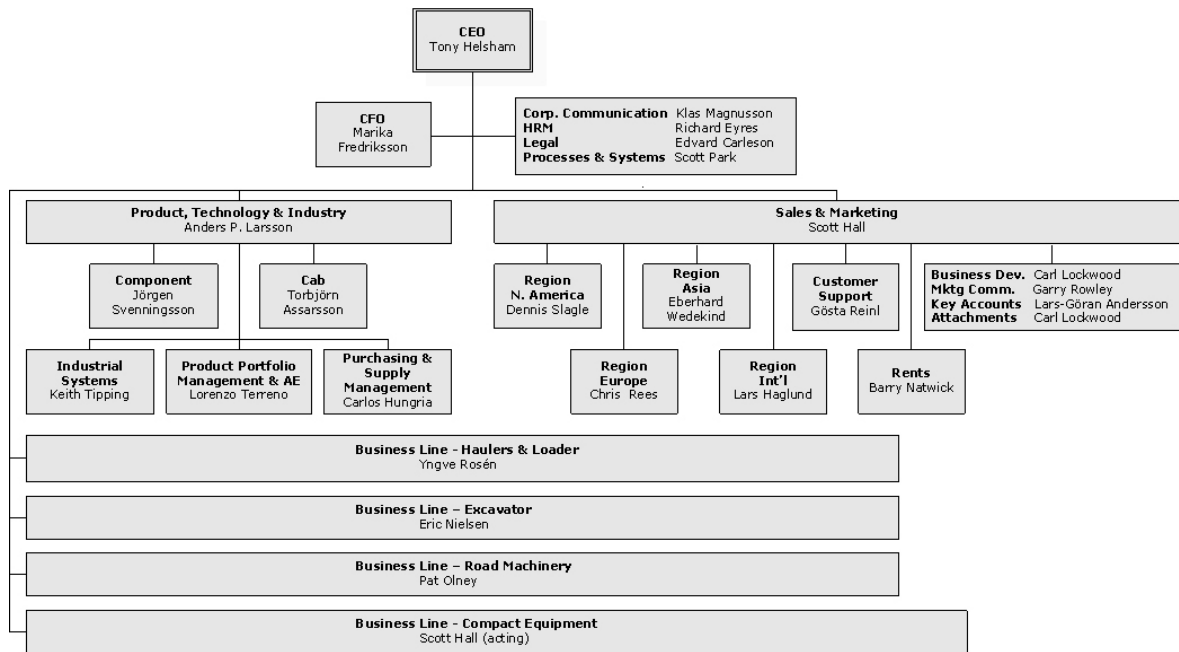 CEO
Tony Helsham
CFO
Marika
Fredriksson
Corp. Communication Klas Magnusson
HRM Richard Eyres
Legal Edvard Carleson
Processes & Systems Scott Park
Product, Technology & Industry
Anders P. Larsson
Sales & Marketing
Scott Hall
Component
Jörgen
Svenningsson
Cab
Torbjörn
Assarsson
Region
N. America
Dennis Slagle
Region
Asia
Eberhard
Wedekind
Customer
Support
Gösta Reinl
Business Dev. Carl Lockwood
Mktg Comm. Garry Rowley
Key Accounts Lars-Göran Andersson
Attachments Carl Lockwood
Industrial
Systems
Keith Tipping
Product Portfolio
Management & AE
Lorenzo Terreno
Purchasing &
Supply
Management
Carlos Hungria
Region
Europe
Chris Rees
Region
Int'l
Lars Haglund
Rents
Barry Natwick
Business Line - Haulers & Loader
Yngve Rosén
Business Line – Excavator
Eric Nielsen
Business Line – Road Machinery
Pat Olney
Business Line - Compact Equipment
Scott Hall (acting)